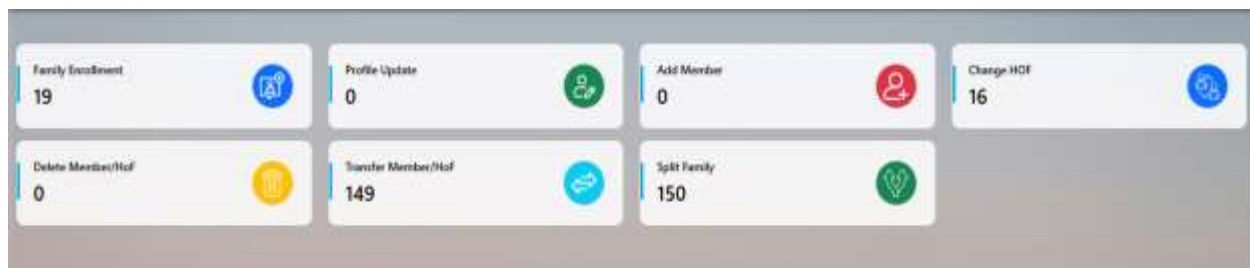 Family Enrollment
19
Profile Update
0
Add Member
0
Change HOF
16
Delete Member/HoF
0
Transfer Member/HoF
149
Split Family
150